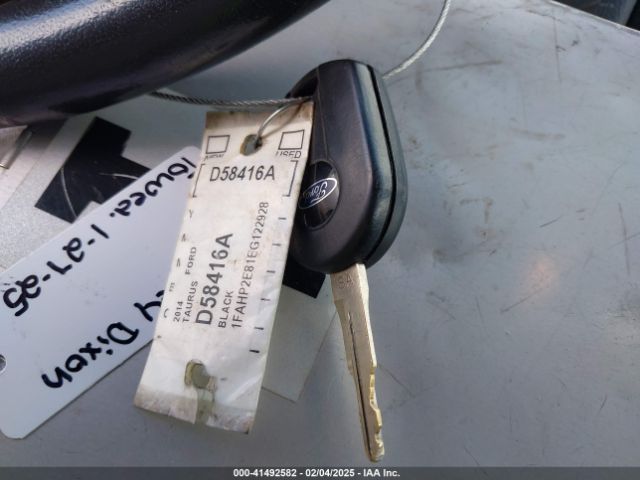 USED
D58416A
2014
TAURUS FORD
D58416A
BLACK
1FAHP2E81EG122928
Ford
Towed. 1-27-25
Dixon
000-41492582 - 02/04/2025 - IAA Inc.